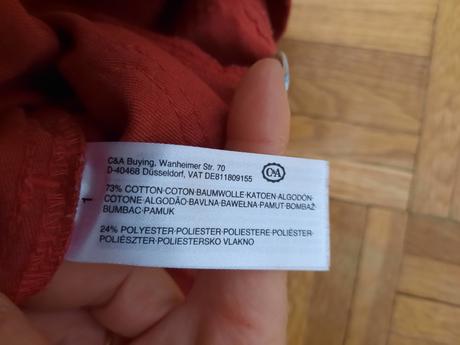 C&A Buying, Wanheimer Str. 70
D-40468 Düsseldorf, VAT DE811809155
C&A
73% COTTON·COTON·BAUMWOLLE·KATOEN·ALGODÓN·
COTONE·ALGODÃO·BAVLNA·BAWEŁNA·PAMUT·BOMBAŽ·
BUMBAC·PAMUK
24% POLYESTER·POLIESTER·POLIESTERE·POLIÉSTER·
POLIÉSZTER·POLIESTERSKO VLAKNO
1